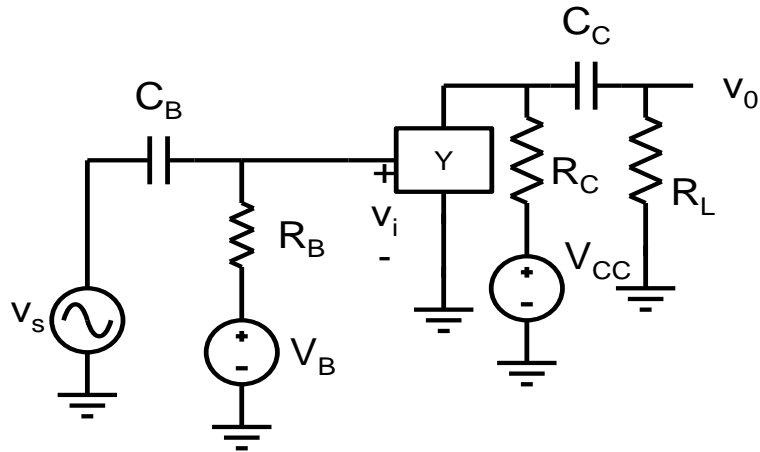 C_C
v_0
C_B
Y
+
v_i
-
R_C
R_L
R_B
V_CC
+
-
v_s
+
-
V_B